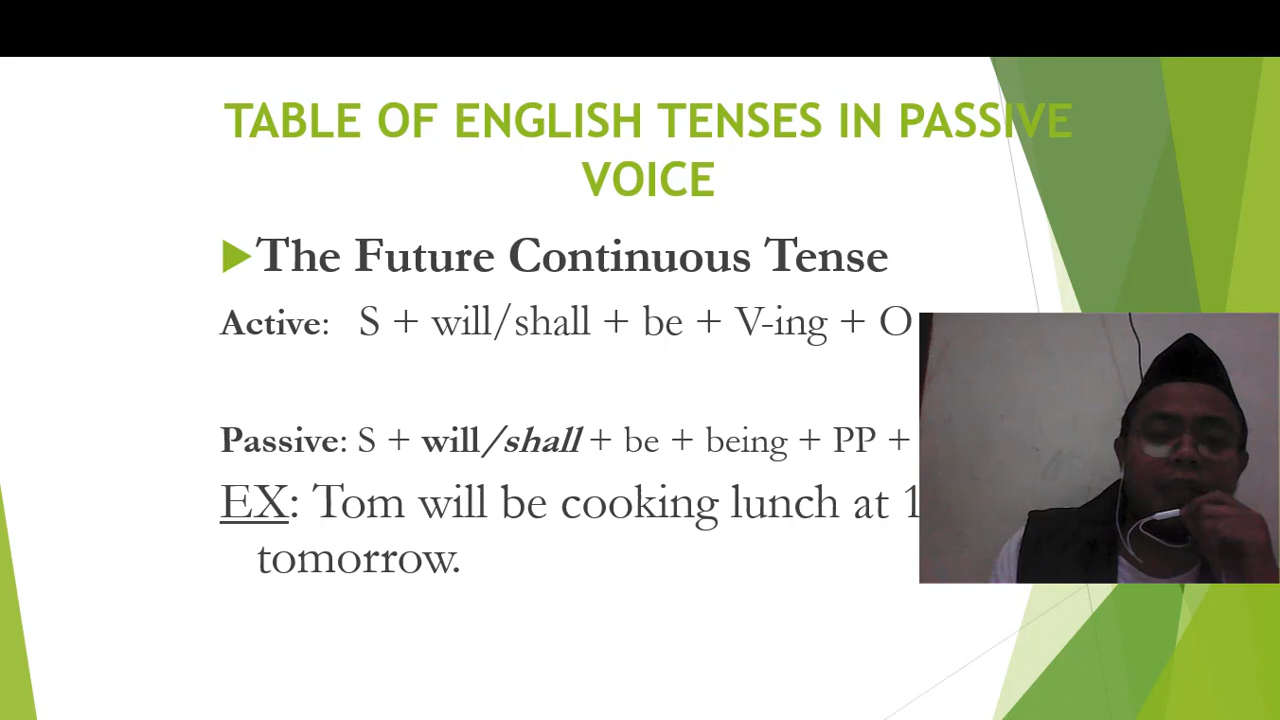 TABLE OF ENGLISH TENSES IN PASSIVE
VOICE
The Future Continuous Tense
Active: S + will/shall + be + V-ing + O
Passive: S + will/shall + be + being + PP +
EX: Tom will be cooking lunch at 1
tomorrow.